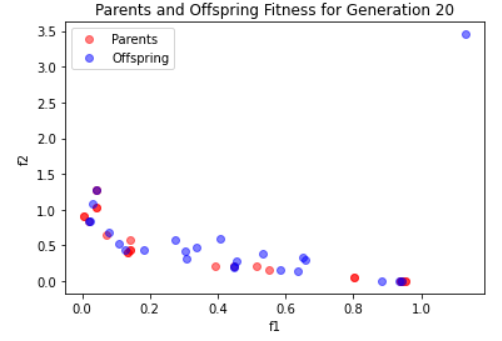 Parents and Offspring Fitness for Generation 20
Parents
Offspring
3.5
3.0
2.5
2.0
1.5
1.0
0.5
0.0
f2
0.0 0.2 0.4 0.6 0.8 1.0
f1